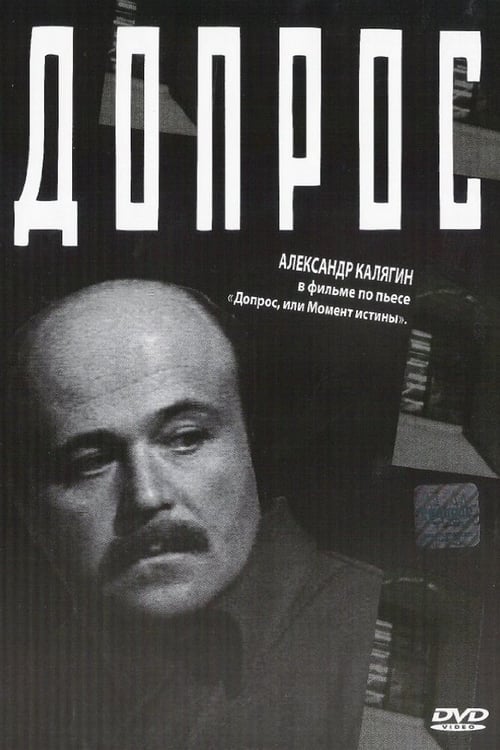 ДОПРОС
АЛЕКСАНДР КАЛЯГИН
в фильме по пьесе
«Допрос, или Момент истины».
DVD
VIDEO